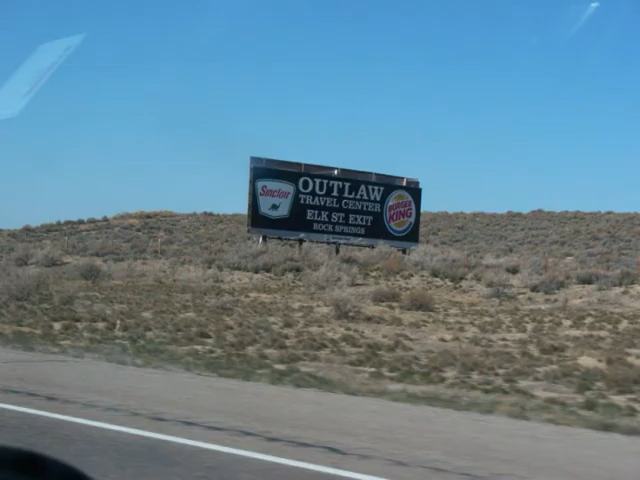 Sinclair
OUTLAW
TRAVEL CENTER
ELK ST. EXIT
ROCK SPRINGS
BURGER
KING